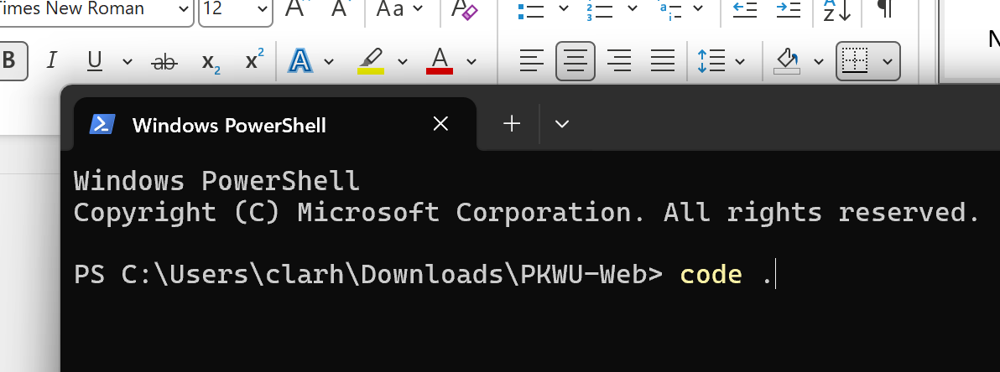 Times New Roman 12 Aa
B I U ab x2 x2 A A
Windows PowerShell
Windows PowerShell
Copyright (C) Microsoft Corporation. All rights reserved.
PS C:\Users\clarh\Downloads\PKWU-Web> code .